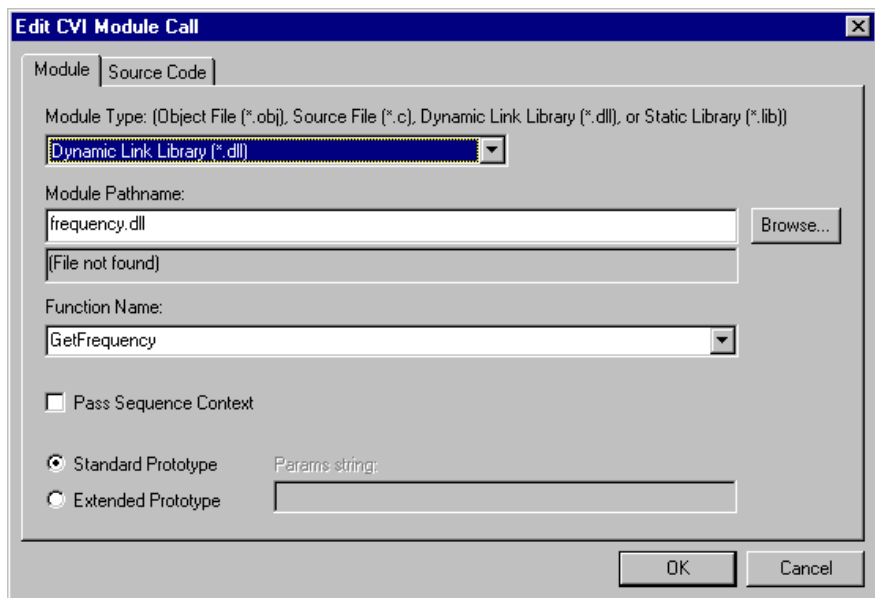 Edit CVI Module Call
Module
Source Code
Module Type: (Object File (*.obj), Source File (*.c), Dynamic Link Library (*.dll), or Static Library (*.lib))
Dynamic Link Library (*.dll)
Module Pathname:
frequency.dll
Browse...
(File not found)
Function Name:
GetFrequency
Pass Sequence Context
Standard Prototype
Params string:
Extended Prototype
OK
Cancel